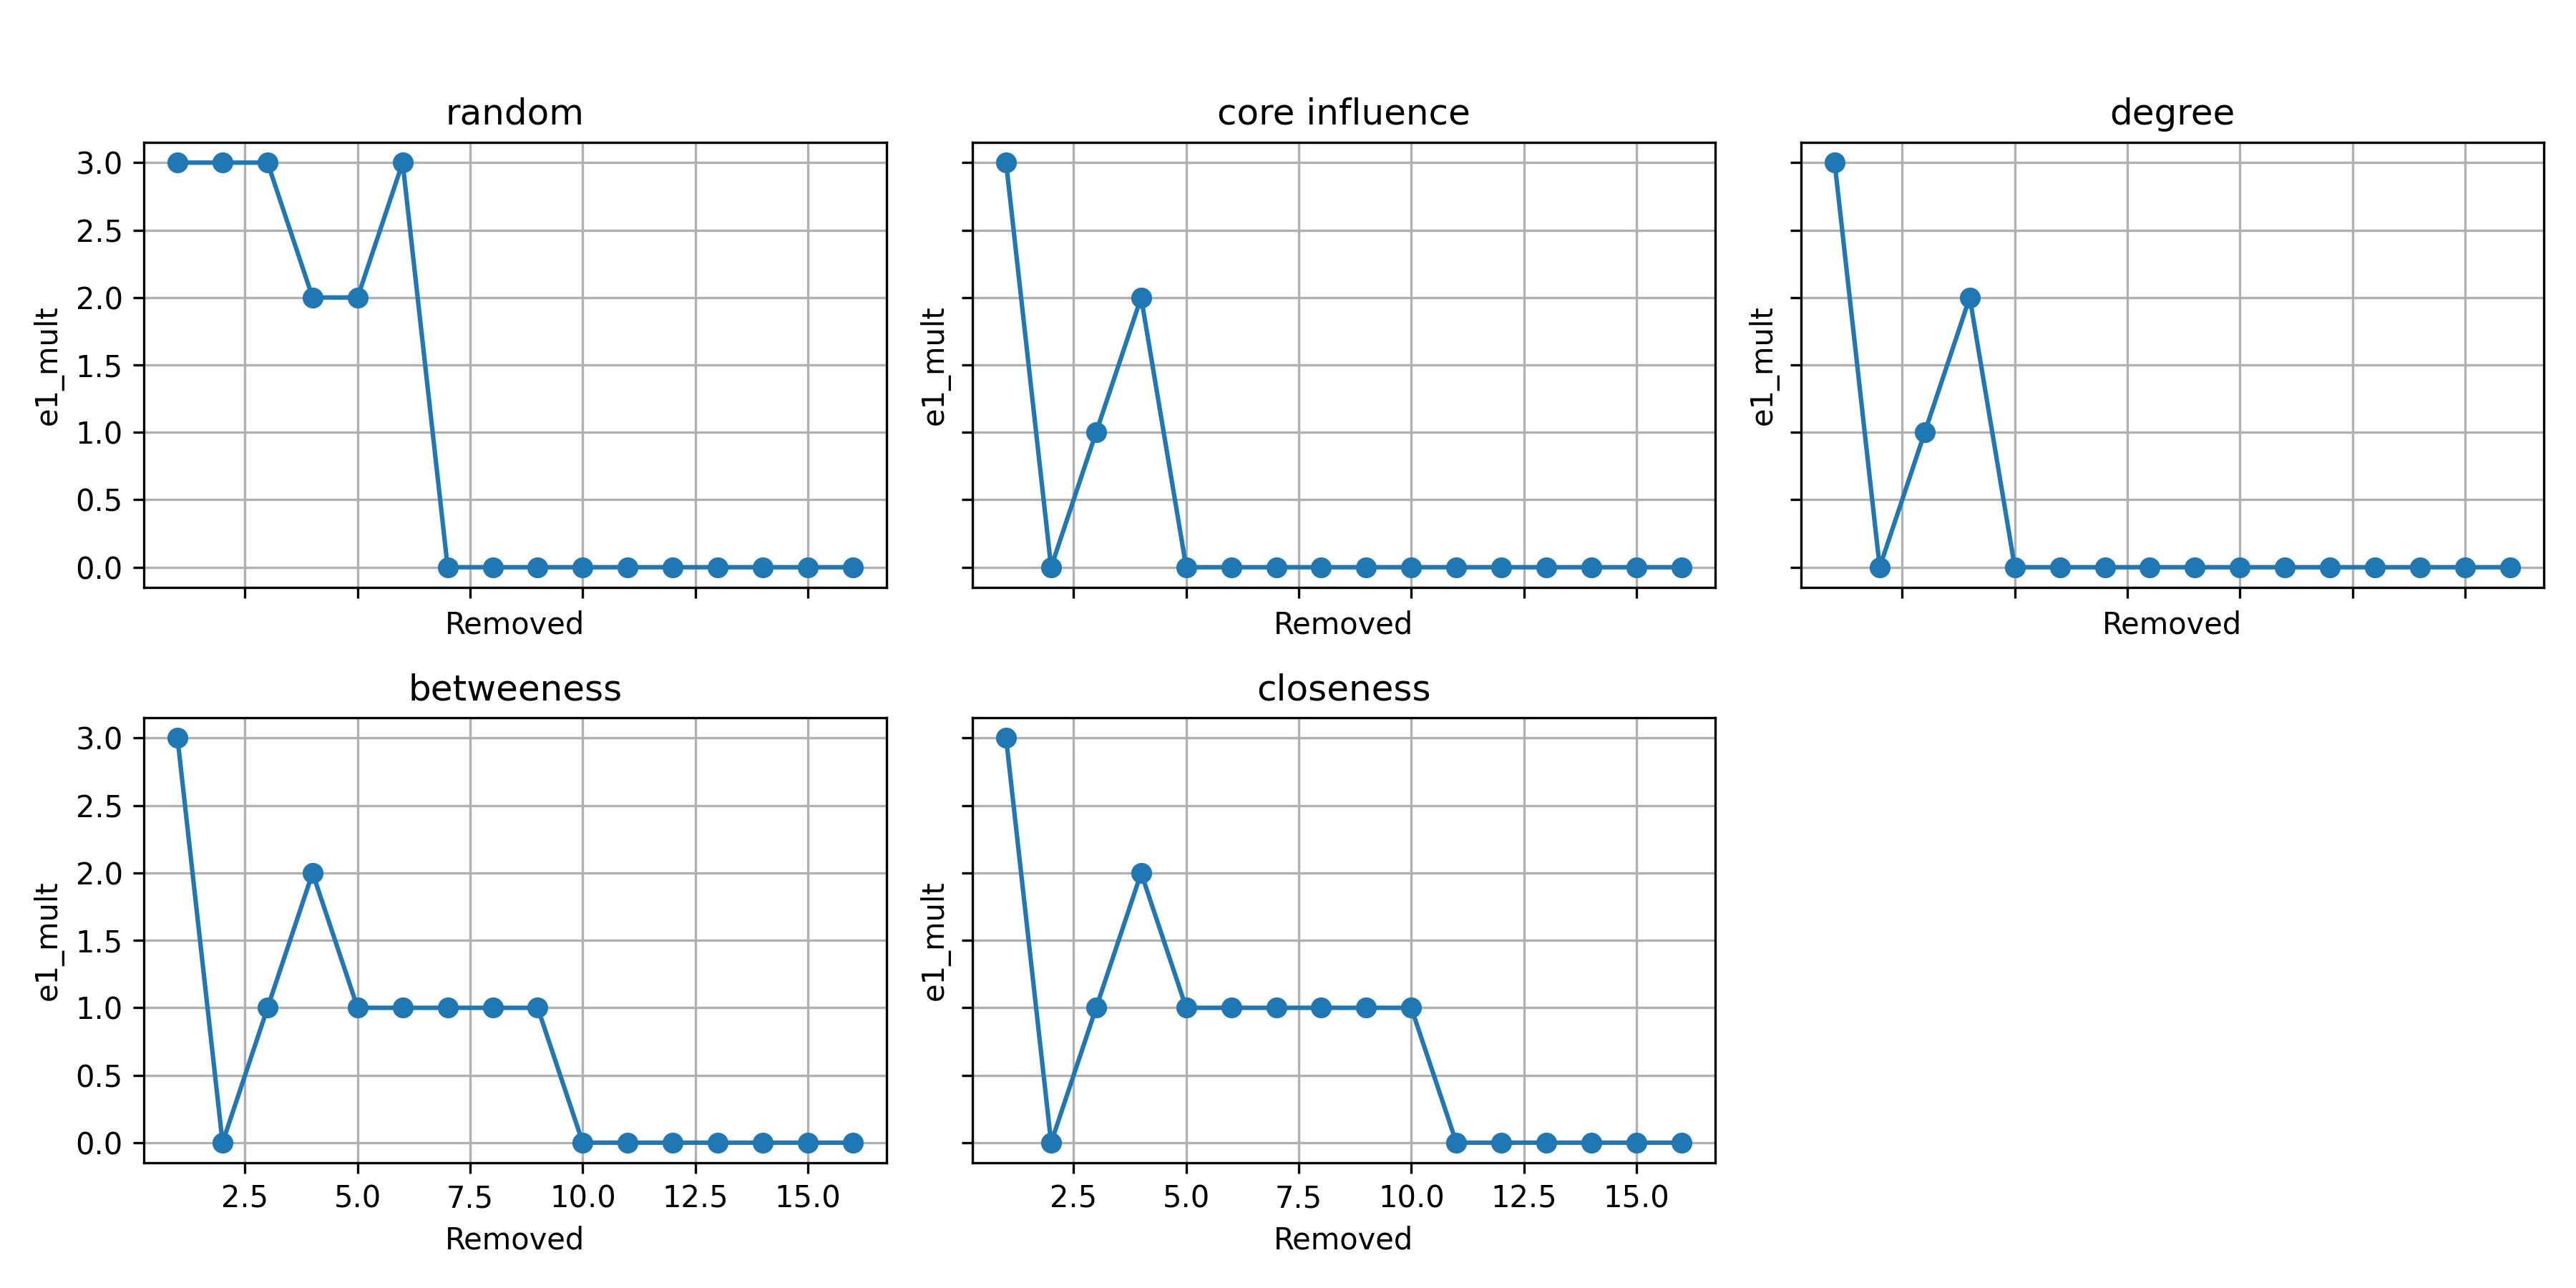 random
3.0
2.5
2.0
1.5
1.0
0.5
0.0
e1_mult
Removed
core influence
e1_mult
Removed
degree
e1_mult
Removed
betweeness
3.0
2.5
2.0
1.5
1.0
0.5
0.0
e1_mult
2.5 5.0 7.5 10.0 12.5 15.0
Removed
closeness
e1_mult
2.5 5.0 7.5 10.0 12.5 15.0
Removed